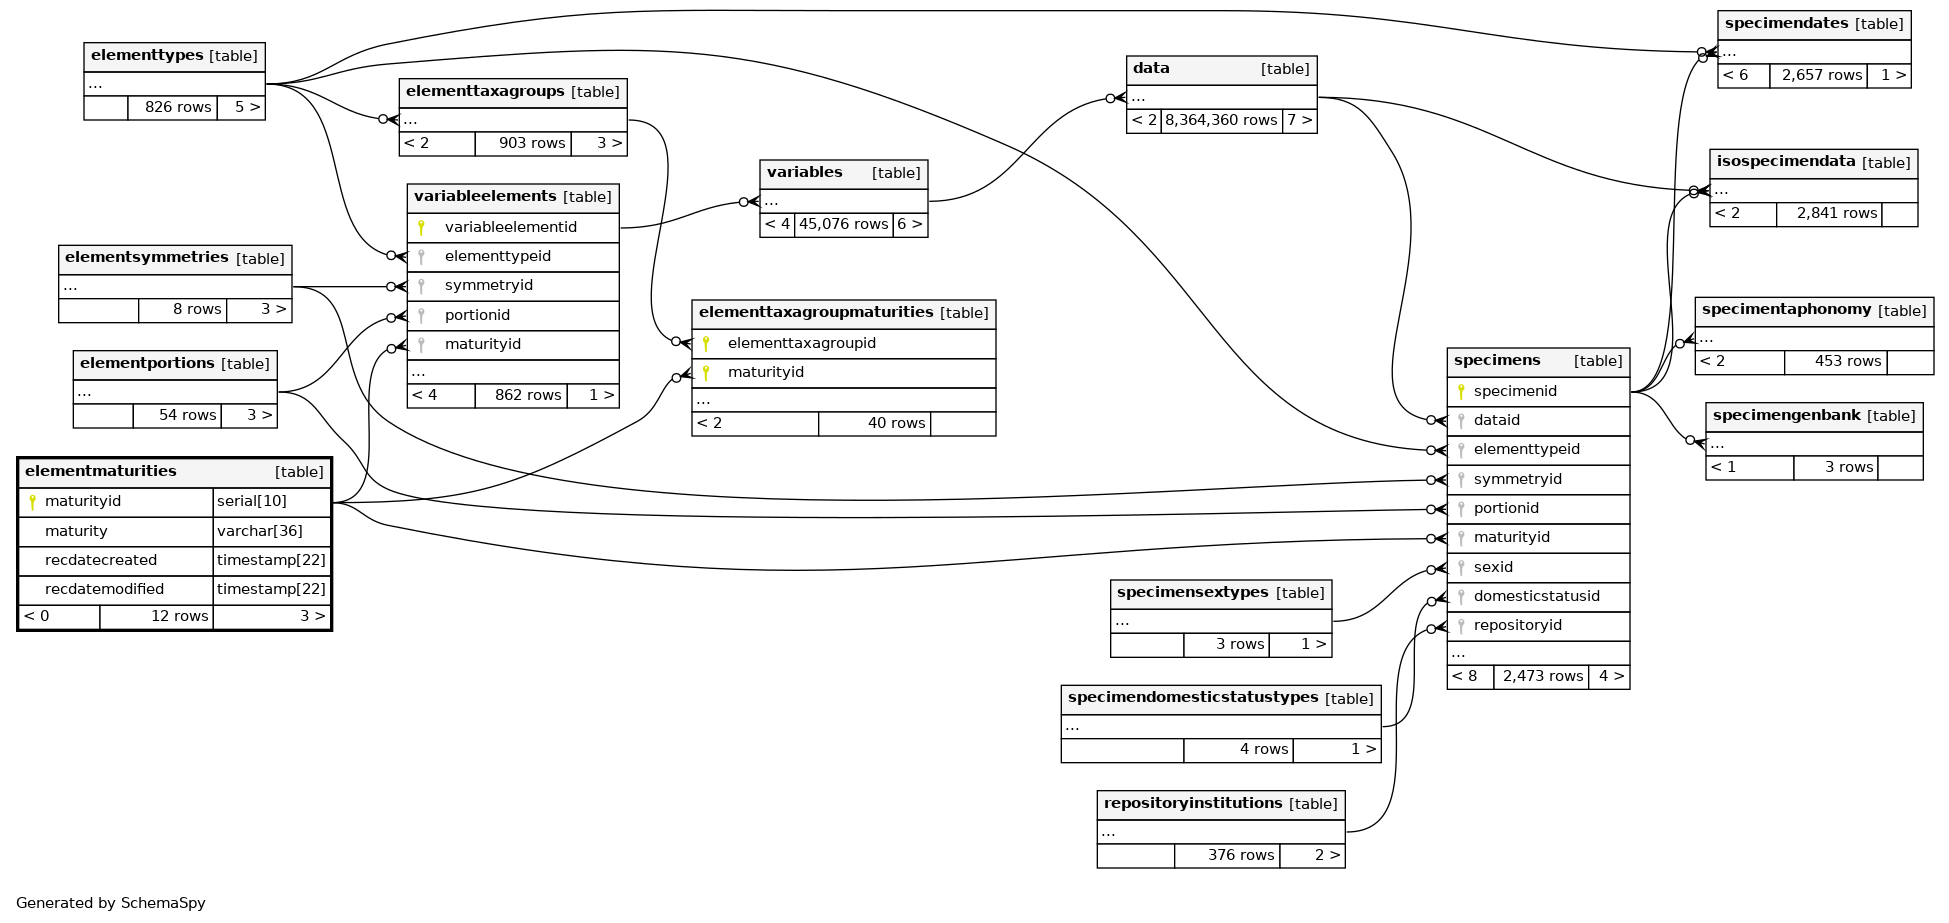 elementtypes [table]
...
826 rows 5 >
elementtaxagroups [table]
...
< 2 903 rows 3 >
variableelements [table]
variableelementid
elementtypeid
symmetryid
portionid
maturityid
...
< 4 862 rows 1 >
elementsymmetries [table]
...
8 rows 3 >
elementportions [table]
...
54 rows 3 >
elementmaturities [table]
maturityid serial[10]
maturity varchar[36]
recdatecreated timestamp[22]
recdatemodified timestamp[22]
< 0 12 rows 3 >
variables [table]
...
< 4 45,076 rows 6 >
elementtaxagroupmaturities [table]
elementtaxagroupid
maturityid
...
< 2 40 rows
data [table]
...
< 2 8,364,360 rows 7 >
specimens [table]
specimenid
dataid
elementtypeid
symmetryid
portionid
maturityid
sexid
domesticstatusid
repositoryid
...
< 8 2,473 rows 4 >
specimensextypes [table]
...
3 rows 1 >
specimendomesticstatustypes [table]
...
4 rows 1 >
repositoryinstitutions [table]
...
376 rows 2 >
specimendates [table]
...
< 6 2,657 rows 1 >
isospecimendata [table]
...
< 2 2,841 rows
specimentaphonomy [table]
...
< 2 453 rows
specimengenbank [table]
...
< 1 3 rows
Generated by SchemaSpy